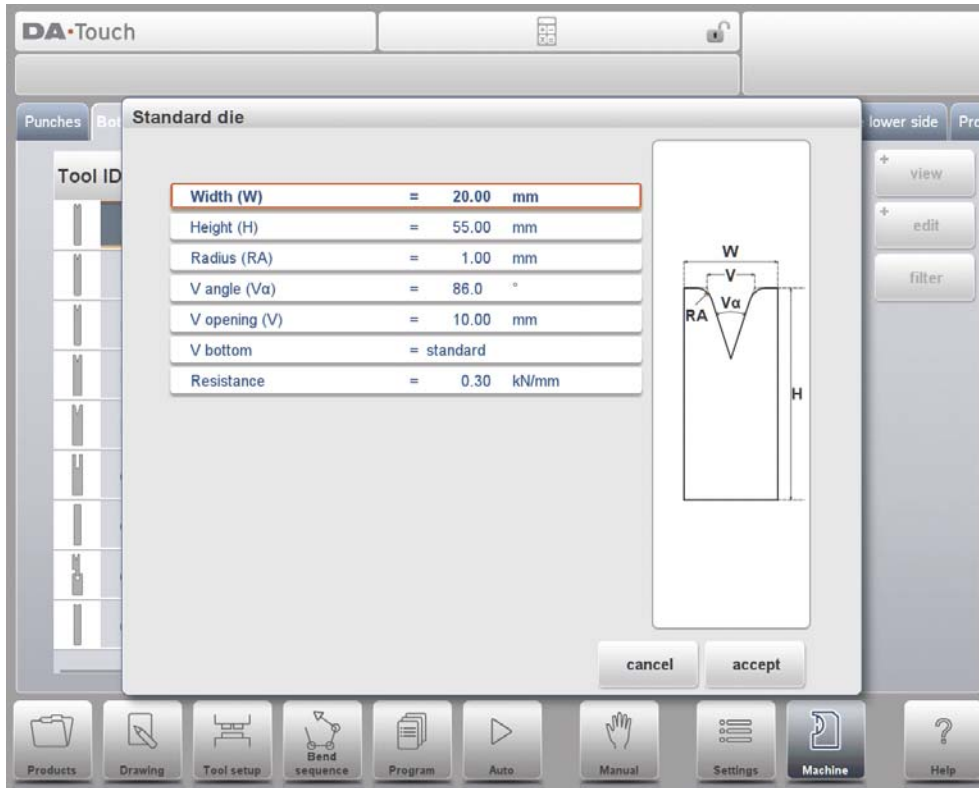 DA·Touch
Punches
Bot
Standard die
lower side
Pro
Tool ID
Width (W) = 20.00 mm
Height (H) = 55.00 mm
Radius (RA) = 1.00 mm
V angle (Vα) = 86.0 °
V opening (V) = 10.00 mm
V bottom = standard
Resistance = 0.30 kN/mm
W
V
Vα
RA
H
+ view
+ edit
filter
cancel
accept
Products
Drawing
Tool setup
Bend
sequence
Program
Auto
Manual
Settings
Machine
? Help